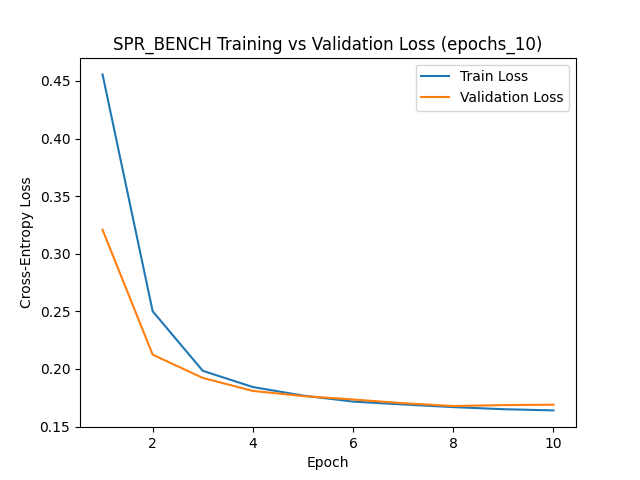 SPR_BENCH Training vs Validation Loss (epochs_10)
Train Loss
Validation Loss
Cross-Entropy Loss
0.45
0.40
0.35
0.30
0.25
0.20
0.15
2
4
6
8
10
Epoch